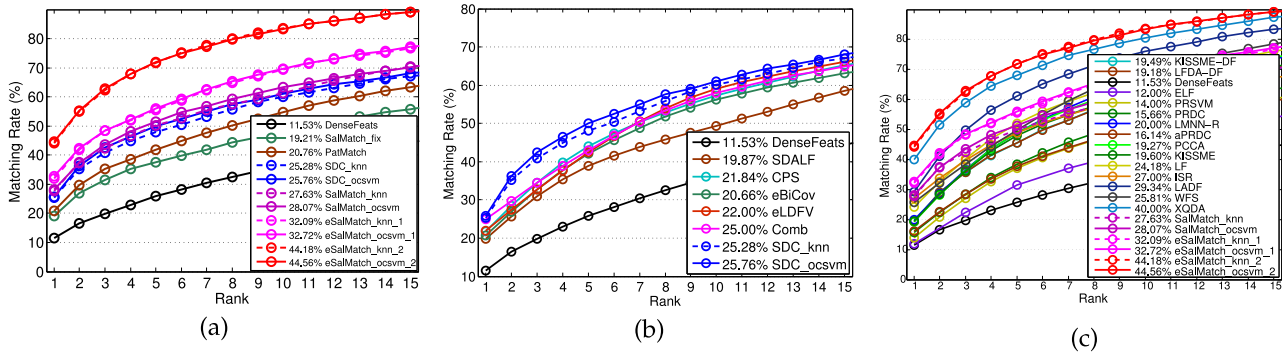 Matching Rate (%)
80
70
60
50
40
30
20
10
0
1 2 3 4 5 6 7 8 9 10 11 12 13 14 15
Rank
11.53% DenseFeats
19.21% SalMatch_fix
20.76% PatMatch
25.28% SDC_knn
25.76% SDC_ocsvm
27.63% SalMatch_knn
28.07% SalMatch_ocsvm
32.09% eSalMatch_knn_1
32.72% eSalMatch_ocsvm_1
44.18% eSalMatch_knn_2
44.56% eSalMatch_ocsvm_2
(a)
Matching Rate (%)
80
70
60
50
40
30
20
10
1 2 3 4 5 6 7 8 9 10 11 12 13 14 15
Rank
11.53% DenseFeats
19.87% SDALF
21.84% CPS
20.66% eBiCov
22.00% eLDFV
25.00% Comb
25.28% SDC_knn
25.76% SDC_ocsvm
(b)
Matching Rate (%)
90
80
70
60
50
40
30
20
10
0
1 2 3 4 5 6 7 8 9 10 11 12 13 14 15
Rank
19.49% KISSME-DF
19.18% LFDA-DF
11.53% DenseFeats
12.00% ELF
14.00% PRSVM
15.66% PRDC
20.00% LMNN-R
16.14% aPRDC
19.27% PCCA
19.60% KISSME
24.18% LF
27.00% ISR
29.34% LADF
25.81% WFS
40.00% XQDA
27.63% SalMatch_knn
28.07% SalMatch_ocsvm
32.09% eSalMatch_knn_1
32.72% eSalMatch_ocsvm_1
44.18% eSalMatch_knn_2
44.56% eSalMatch_ocsvm_2
(c)